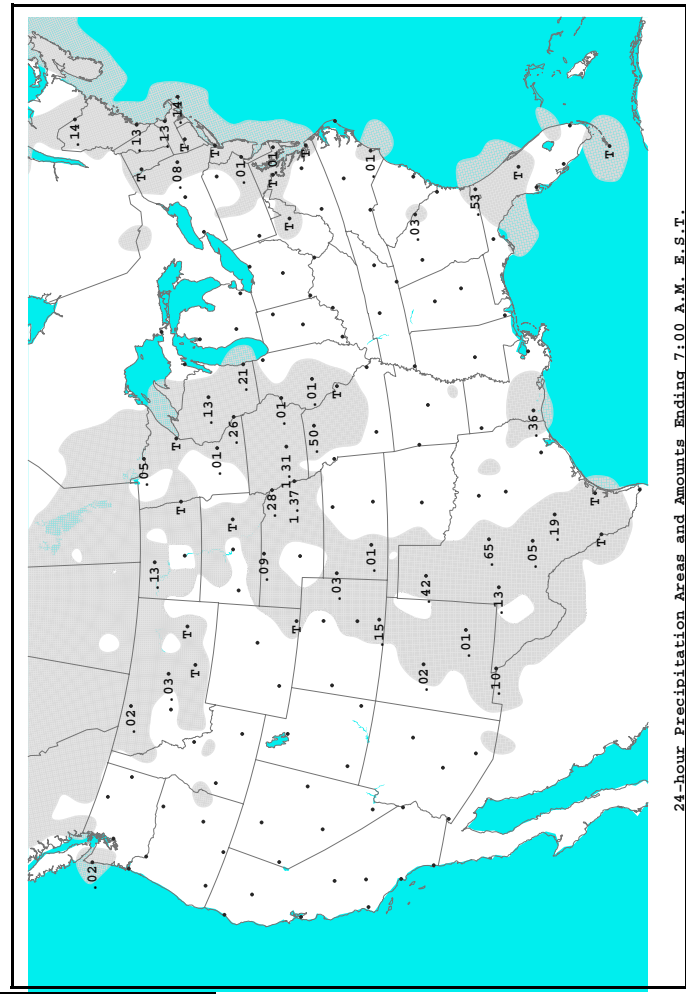 .14
.02
.02
.13
T
.05
.13
.13
.03
T
.14
.08
T
T
T
T
.13
T
.01
T
.26
.01
.21
.09
.28
T
.01
.01
1.31
T
1.37
T
T
.01
.50
T
.03
.01
.01
.15
.03
.02
.42
.01
.53
.65
.10
.13
T
.05
.36
.19
T
T
T
24-hour Precipitation Areas and Amounts Ending 7:00 A.M. E.S.T.